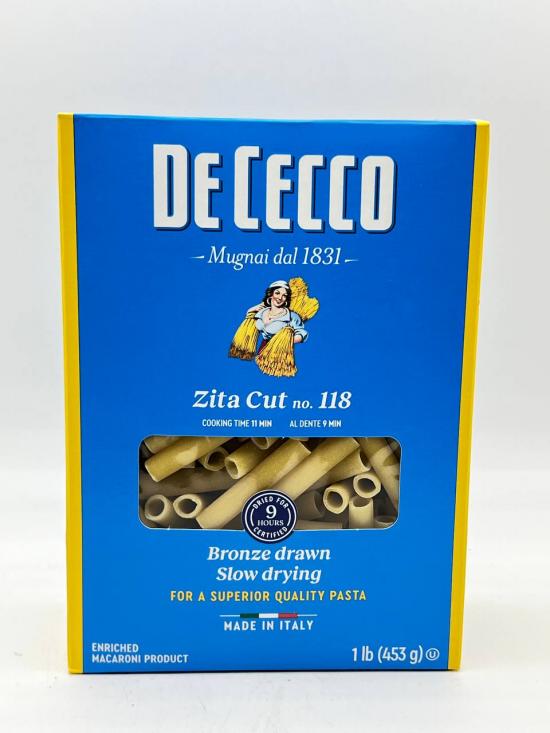 DE CECCO
Mugnai dal 1831
Zita Cut no. 118
COOKING TIME 11 MIN AL DENTE 9 MIN
DRIED FOR
9
HOURS
CERTIFIED
Bronze drawn
Slow drying
FOR A SUPERIOR QUALITY PASTA
MADE IN ITALY
ENRICHED
MACARONI PRODUCT
1 lb (453 g) U